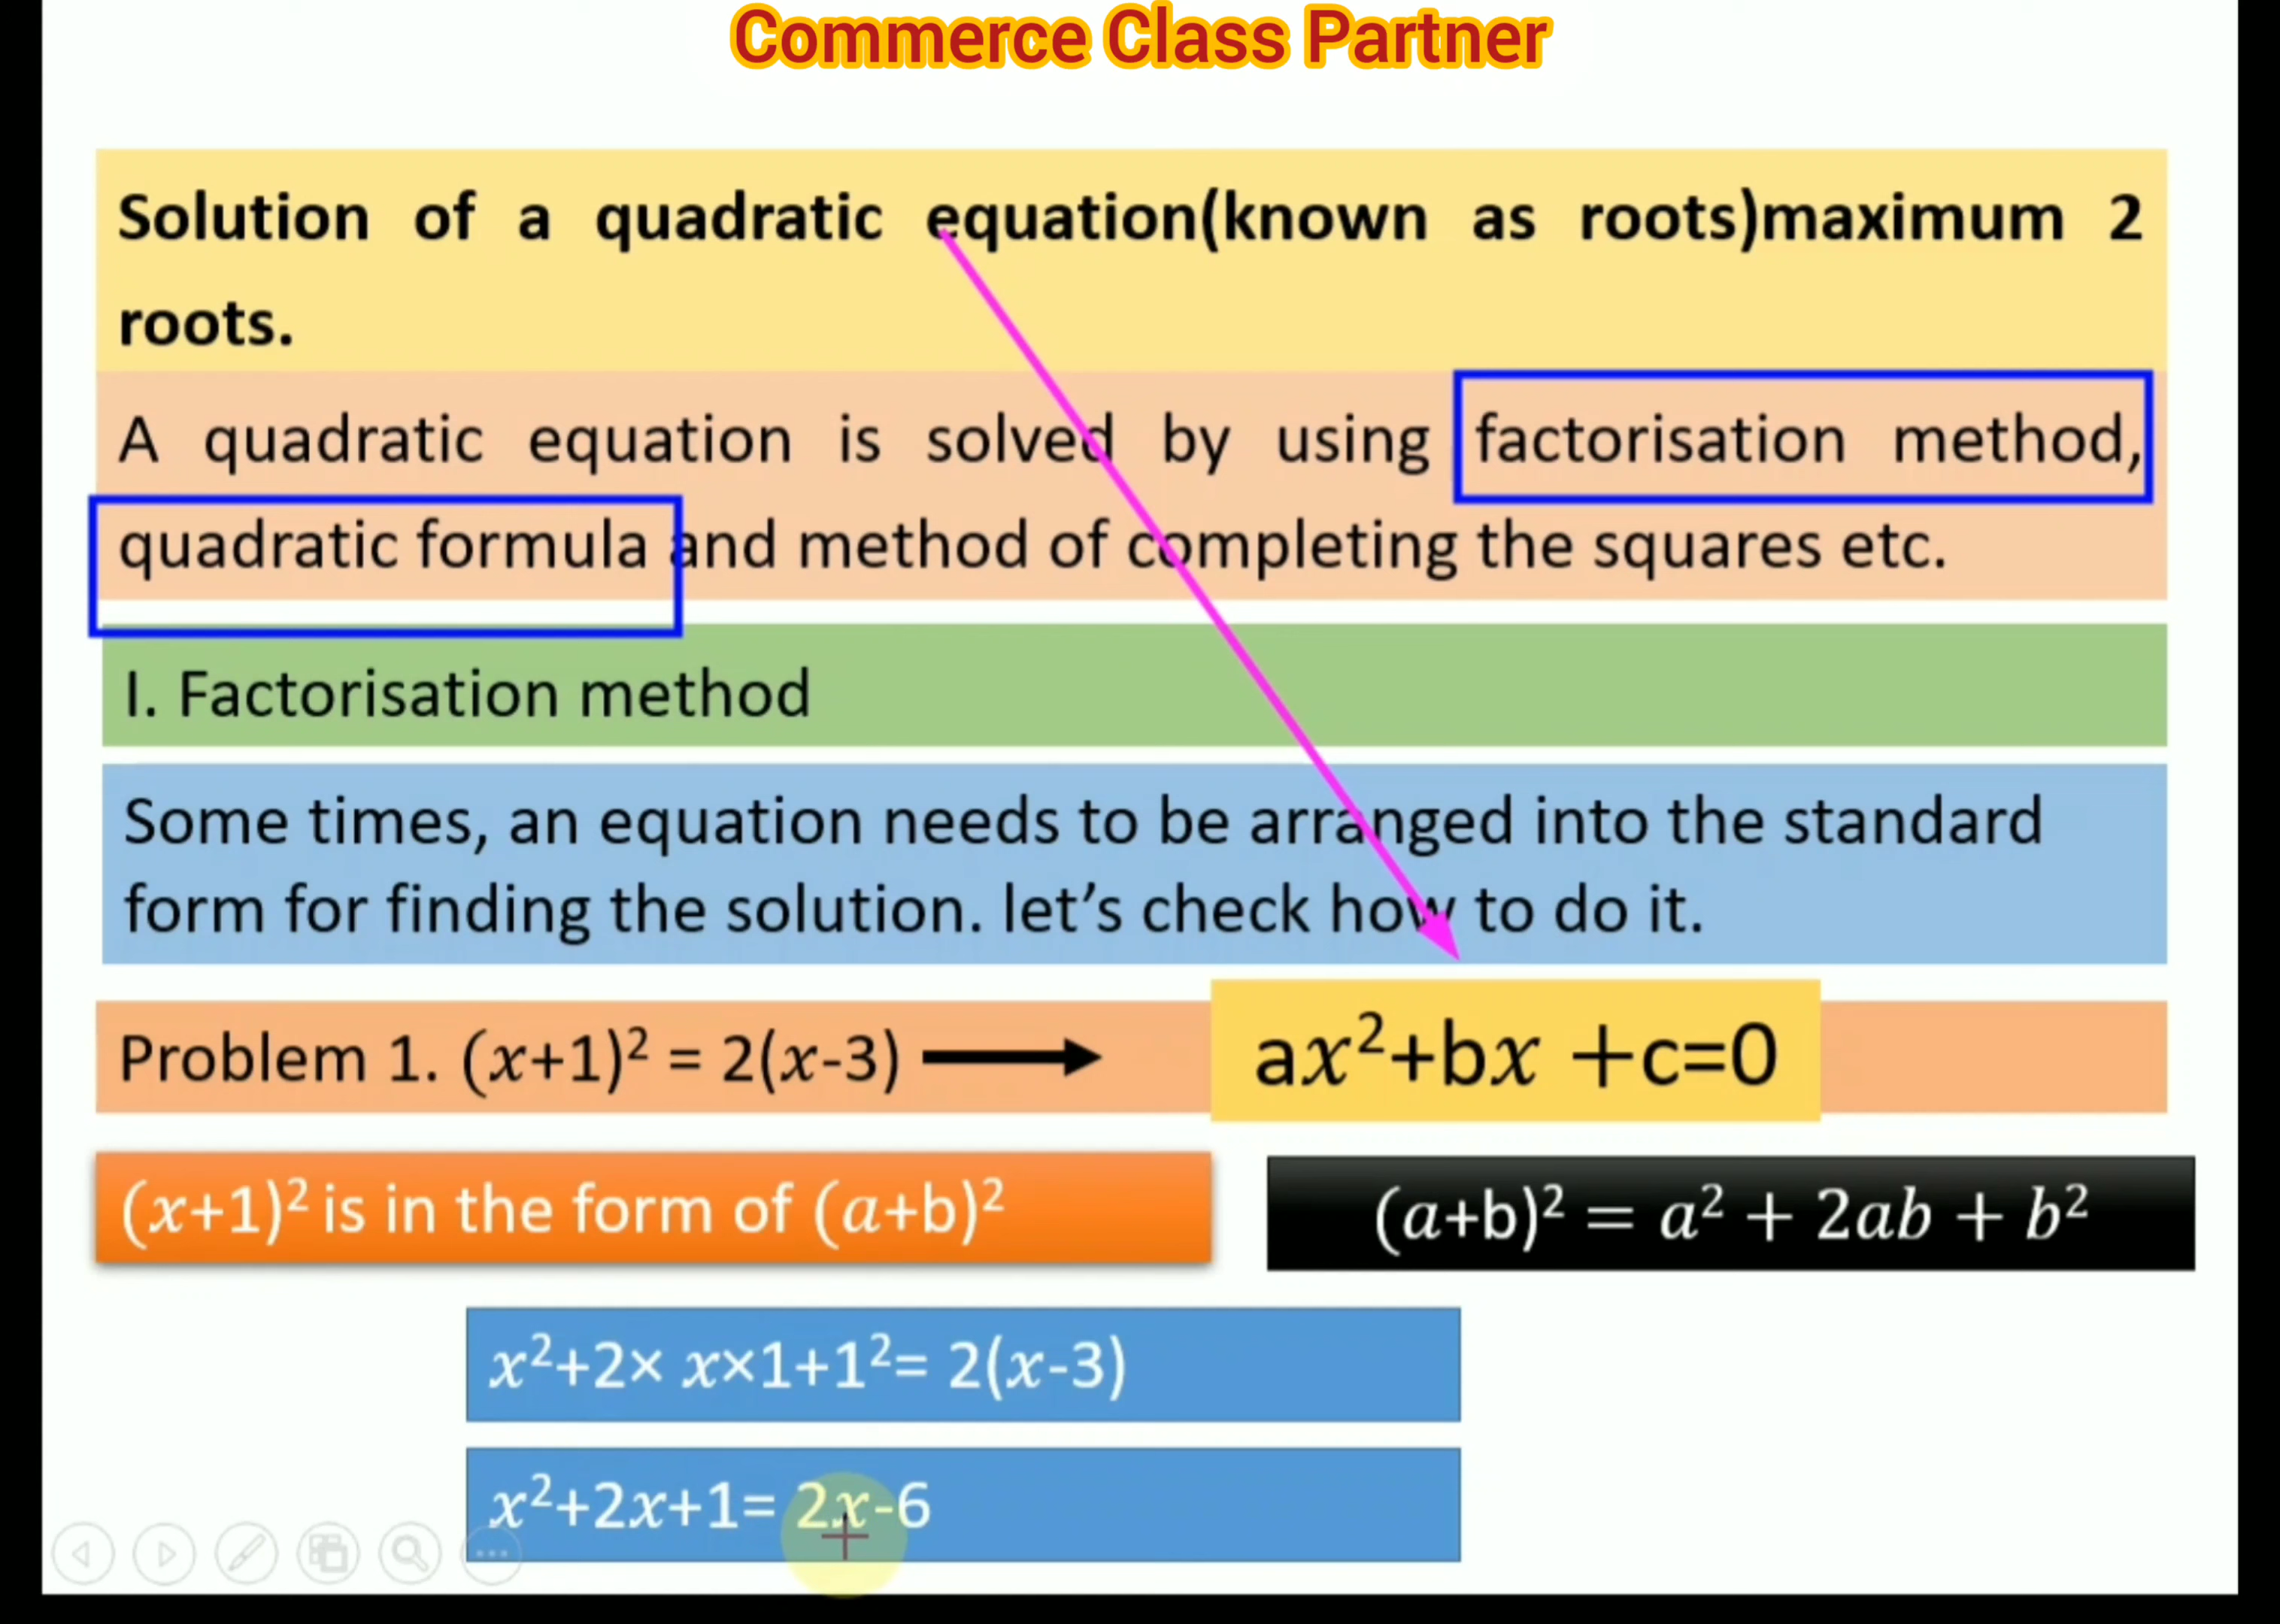 Commerce Class Partner
Solution of a quadratic equation(known as roots)maximum 2
roots.
A quadratic equation is solved by using factorisation method,
quadratic formula and method of completing the squares etc.
I. Factorisation method
Some times, an equation needs to be arranged into the standard
form for finding the solution. let’s check how to do it.
Problem 1. (x+1)² = 2(x-3) → ax²+bx +c=0
(x+1)² is in the form of (a+b)²
(a+b)² = a² + 2ab + b²
x²+2× x×1+1²= 2(x-3)
x²+2x+1= 2x-6